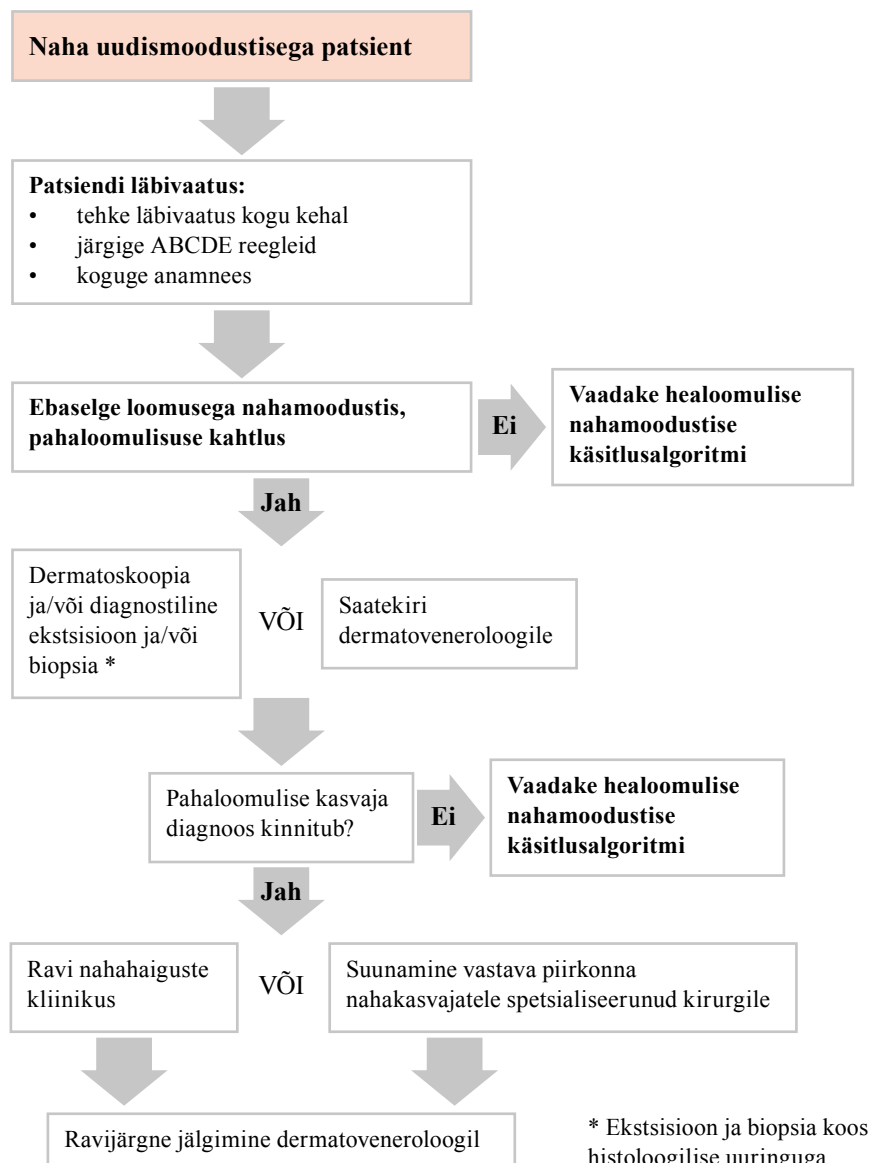 Naha uudismoodustisega patsient
Patsiendi läbivaatus:
• tehke läbivaatus kogu kehal
• järgige ABCDE reegleid
• koguge anamnees
Ebaselge loomusega nahamoodustis,
pahaloomulisuse kahtlus
Ei
Vaadake healoomulise
nahamoodustise
käsitlusalgoritmi
Jah
Dermatoskoopia
ja/või diagnostiline
ekstsisioon ja/või
biopsia *
VÕI
Saatekiri
dermatoveneroloogile
Pahaloomulise kasvaja
diagnoos kinnitub?
Ei
Vaadake healoomulise
nahamoodustise
käsitlusalgoritmi
Jah
Ravi nahahaiguste
kliinikus
VÕI
Suunamine vastava piirkonna
nahakasvajatele spetsialiseerunud kirurgile
Ravijärgne jälgimine dermatoveneroloogil
* Ekstsisioon ja biopsia koos
histoloogilise uuringuga